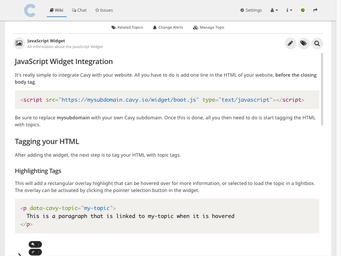 Wiki
Chat
Issues
Settings
Related Topics
Change Alerts
Manage Topic
JavaScript Widget
All information about the JavaScript Widget
JavaScript Widget Integration
It's really simple to integrate Cavy with your website. All you have to do is add one line in the HTML of your website, before the closing
body tag.
<script src="https://mysubdomain.cavy.io/widget/boot.js" type="text/javascript"></script>
Be sure to replace mysubdomain with your own Cavy subdomain. Once this is done, all you then need to do is start tagging the HTML
with topics.
Tagging your HTML
After adding the widget, the next step is to tag your HTML with topic tags.
Highlighting Tags
This will add a rectangular overlay highlight that can be hovered over for more information, or selected to load the topic in a lightbox.
The overlay can be activated by clicking the pointer selection button in the widget.
<p data-cavy-topic="my-topic">
This is a paragraph that is linked to my-topic when it is hovered
</p>